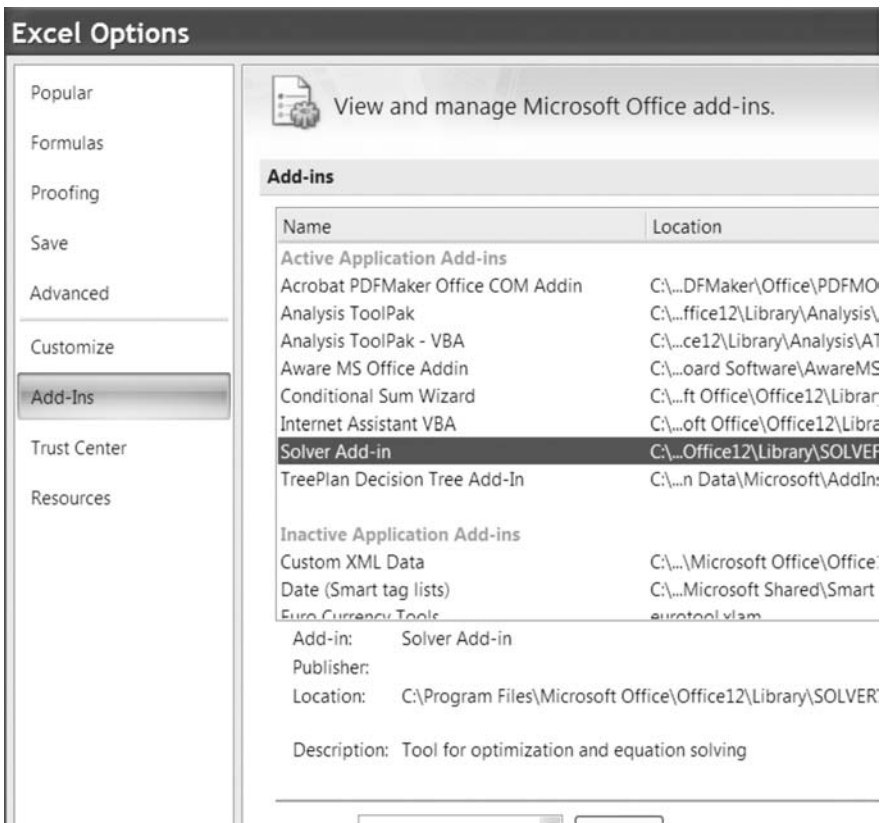 Excel Options
Popular
Formulas
Proofing
Save
Advanced
Customize
Add-Ins
Trust Center
Resources
View and manage Microsoft Office add-ins.
Add-ins
Name Location
Active Application Add-ins
Acrobat PDFMaker Office COM Addin C:\...DFMaker\Office\PDFMO
Analysis ToolPak C:\...ffice12\Library\Analysis\
Analysis ToolPak - VBA C:\...ce12\Library\Analysis\AT
Aware MS Office Addin C:\...oard Software\AwareMS
Conditional Sum Wizard C:\...ft Office\Office12\Librar
Internet Assistant VBA C:\...oft Office\Office12\Libra
Solver Add-in C:\...Office12\Library\SOLVER
TreePlan Decision Tree Add-In C:\...n Data\Microsoft\AddIns
Inactive Application Add-ins
Custom XML Data C:\...\Microsoft Office\Office
Date (Smart tag lists) C:\...Microsoft Shared\Smart
Euro Currency Tools eurotool.xlam
Add-in: Solver Add-in
Publisher:
Location: C:\Program Files\Microsoft Office\Office12\Library\SOLVER
Description: Tool for optimization and equation solving